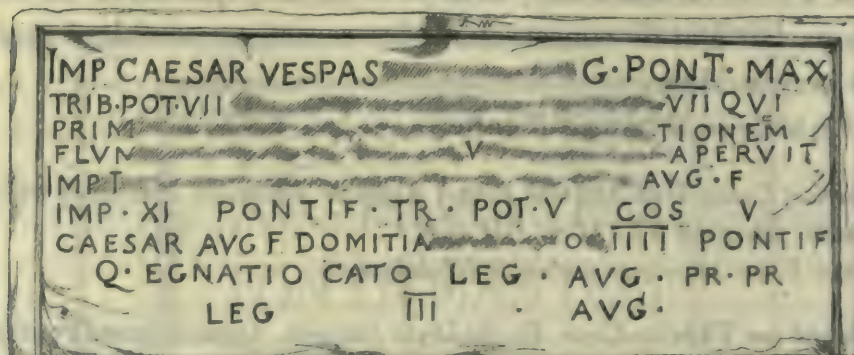 IMP CAESAR VESPAS G · PONT · MAX
TRIB · POT · VII VII QVI
PRIM TIONEM
FLVM V APERVIT
IMP T AVG · F
IMP · XI PONTIF · TR · POT · V COS V
CAESAR AVG F DOMITIA O IIII PONTIF
Q · EGNATIO CATO LEG · AVG · PR · PR
LEG III · AVG ·